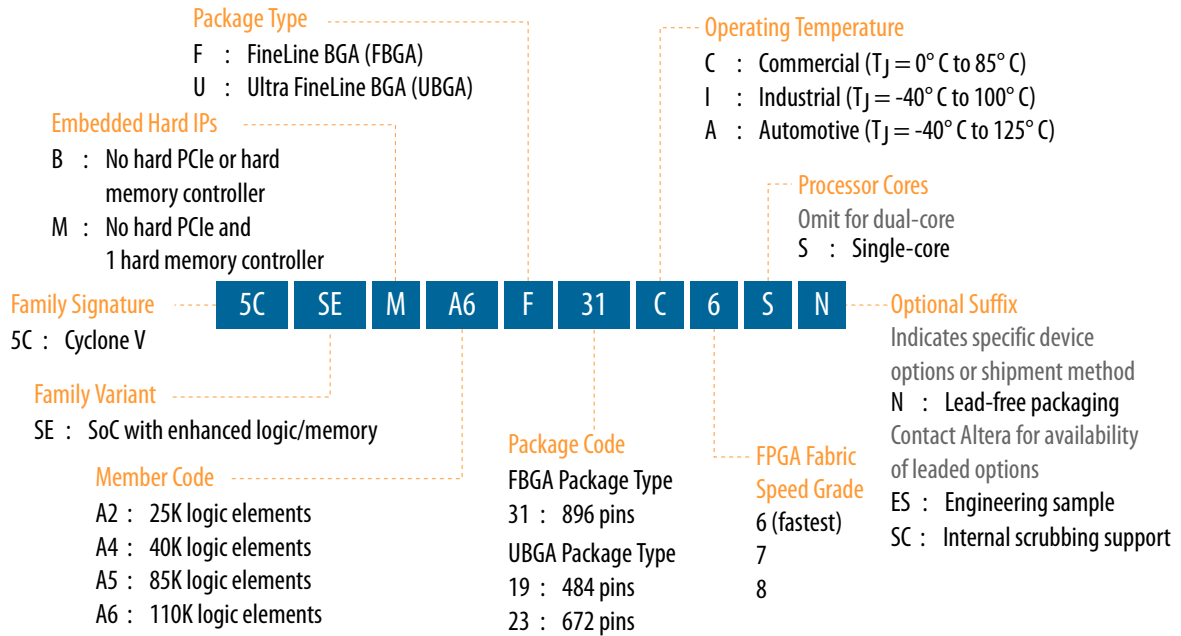 Package Type
F : FineLine BGA (FBGA)
U : Ultra FineLine BGA (UBGA)
Operating Temperature
C : Commercial (TJ = 0° C to 85° C)
I : Industrial (TJ = -40° C to 100° C)
A : Automotive (TJ = -40° C to 125° C)
Embedded Hard IPs
B : No hard PCIe or hard
memory controller
M : No hard PCIe and
1 hard memory controller
Processor Cores
Omit for dual-core
S : Single-core
Family Signature
5C : Cyclone V
5C SE M A6 F 31 C 6 S N
Optional Suffix
Indicates specific device
options or shipment method
N : Lead-free packaging
Contact Altera for availability
of leaded options
ES : Engineering sample
SC : Internal scrubbing support
Family Variant
SE : SoC with enhanced logic/memory
Member Code
A2 : 25K logic elements
A4 : 40K logic elements
A5 : 85K logic elements
A6 : 110K logic elements
Package Code
FBGA Package Type
31 : 896 pins
UBGA Package Type
19 : 484 pins
23 : 672 pins
FPGA Fabric
Speed Grade
6 (fastest)
7
8